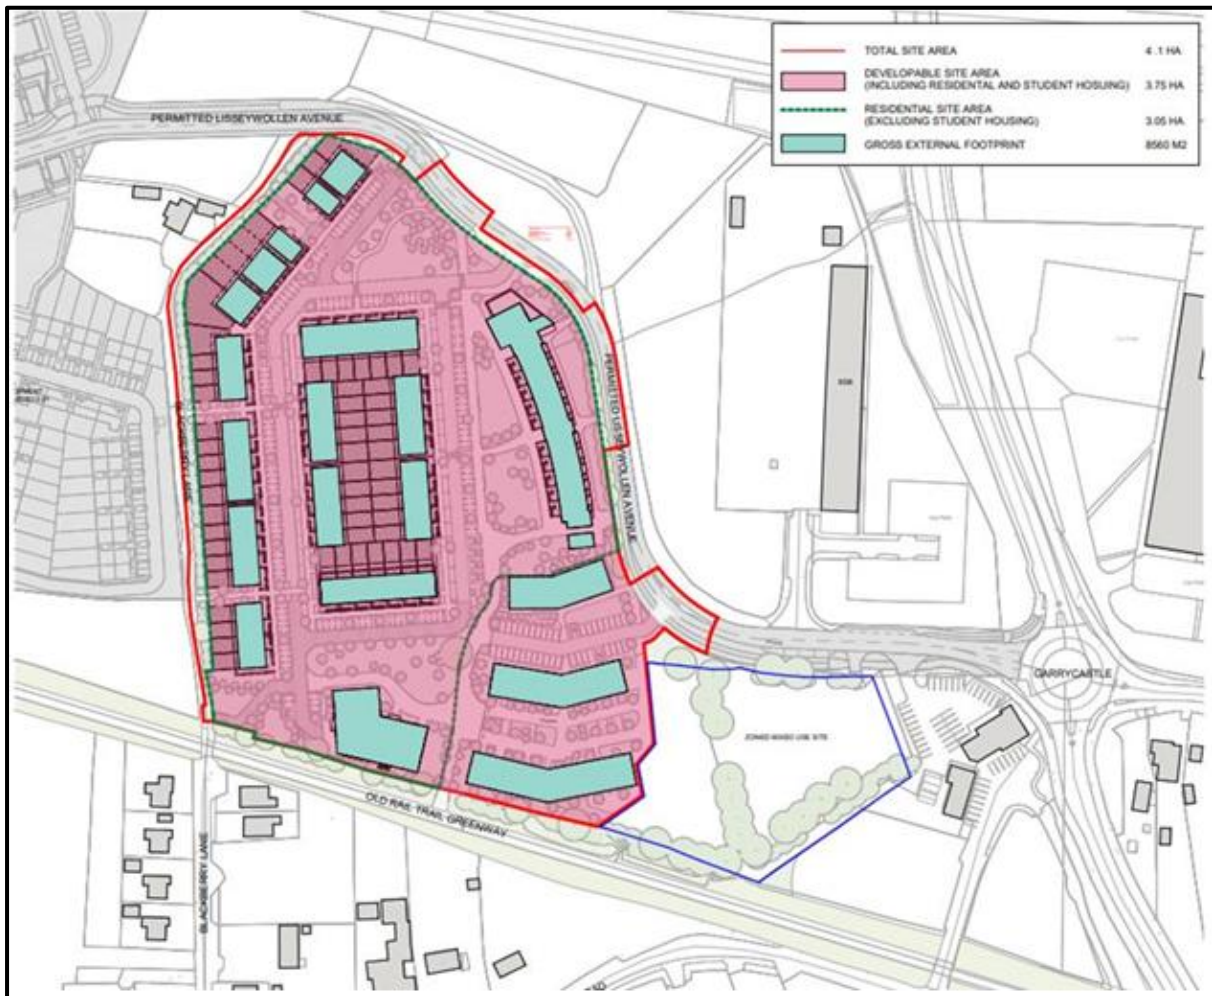 TOTAL SITE AREA 4 .1 HA
DEVELOPABLE SITE AREA
(INCLUDING RESIDENTAL AND STUDENT HOSUING) 3.75 HA
RESIDENTIAL SITE AREA
(EXCLUDING STUDENT HOUSING) 3.05 HA
GROSS EXTERNAL FOOTPRINT 8560 M2
PERMITTED LISSEYWOLLEN AVENUE
PERMITTED LISSEYWOLLEN AVENUE
GARRYCASTLE
ZONED MIXED USE SITE
OLD RAIL TRAIL GREENWAY
BLACKBERRY LANE